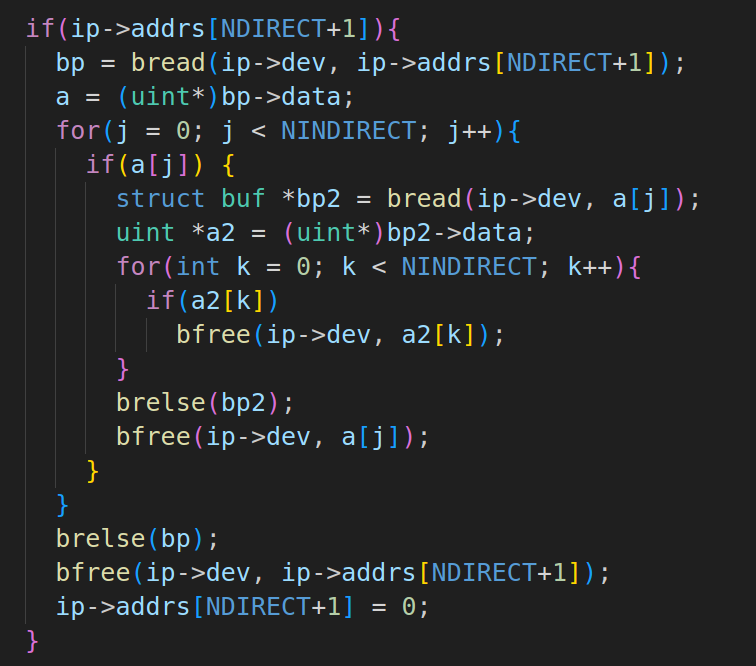 if(ip->addrs[NDIRECT+1]){
  bp = bread(ip->dev, ip->addrs[NDIRECT+1]);
  a = (uint*)bp->data;
  for(j = 0; j < NINDIRECT; j++){
    if(a[j]) {
      struct buf *bp2 = bread(ip->dev, a[j]);
      uint *a2 = (uint*)bp2->data;
      for(int k = 0; k < NINDIRECT; k++){
        if(a2[k])
          bfree(ip->dev, a2[k]);
      }
      brelse(bp2);
      bfree(ip->dev, a[j]);
    }
  }
  brelse(bp);
  bfree(ip->dev, ip->addrs[NDIRECT+1]);
  ip->addrs[NDIRECT+1] = 0;
}